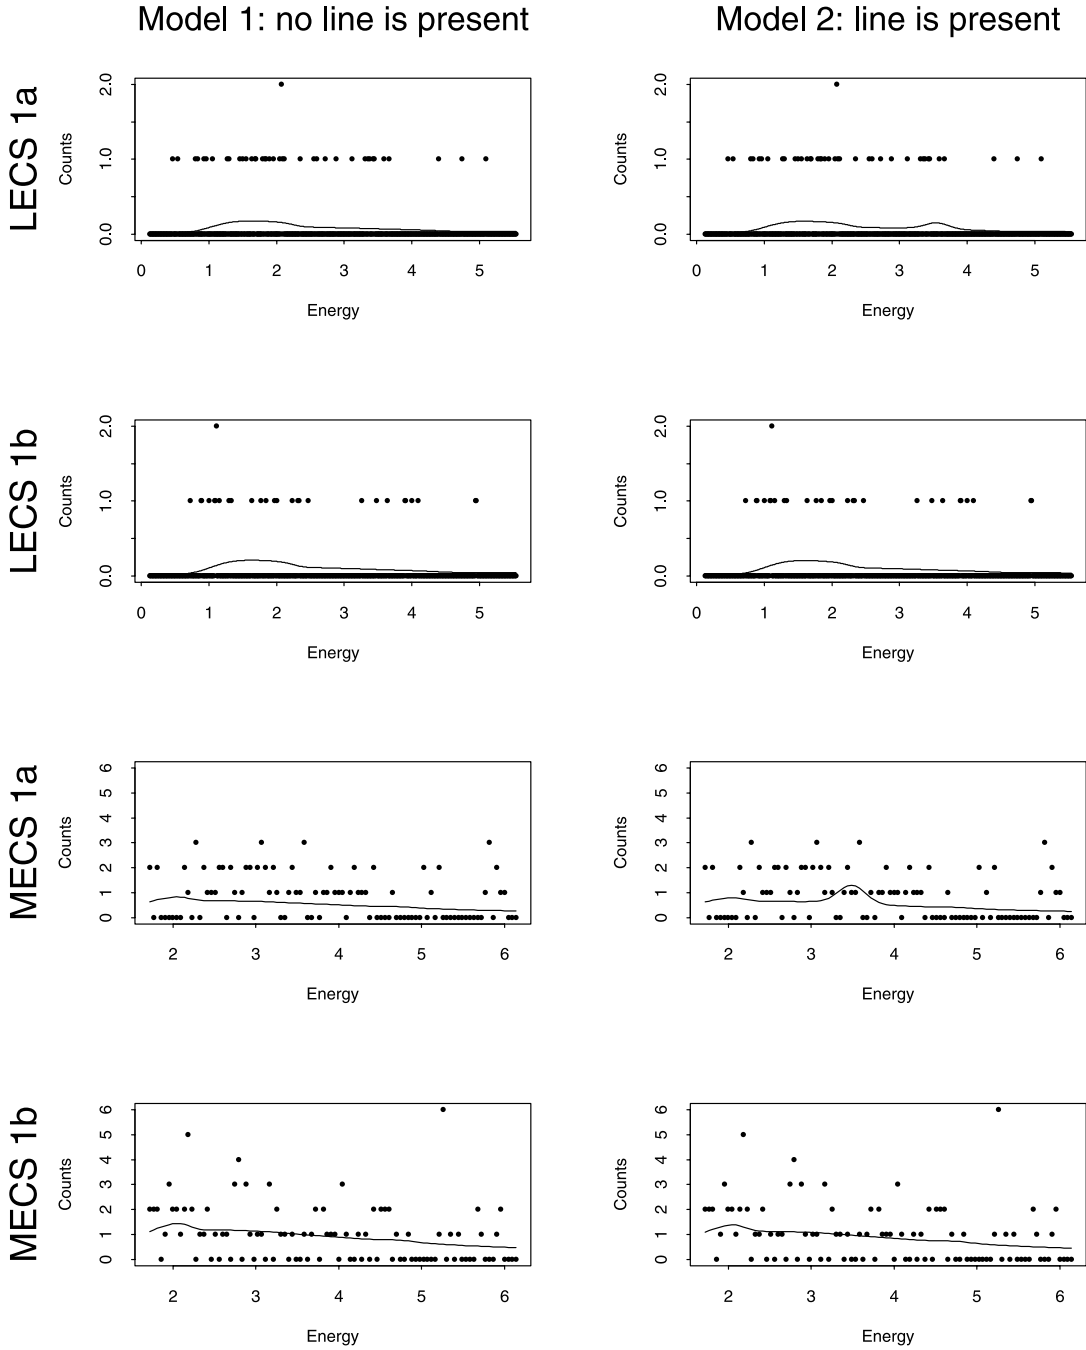 Model 1: no line is present
Model 2: line is present
LECS 1a
Counts
0.0 1.0 2.0
0 1 2 3 4 5
Energy
Counts
0.0 1.0 2.0
0 1 2 3 4 5
Energy
LECS 1b
Counts
0.0 1.0 2.0
0 1 2 3 4 5
Energy
Counts
0.0 1.0 2.0
0 1 2 3 4 5
Energy
MECS 1a
Counts
0 1 2 3 4 5 6
2 3 4 5 6
Energy
Counts
0 1 2 3 4 5 6
2 3 4 5 6
Energy
MECS 1b
Counts
0 1 2 3 4 5 6
2 3 4 5 6
Energy
Counts
0 1 2 3 4 5 6
2 3 4 5 6
Energy